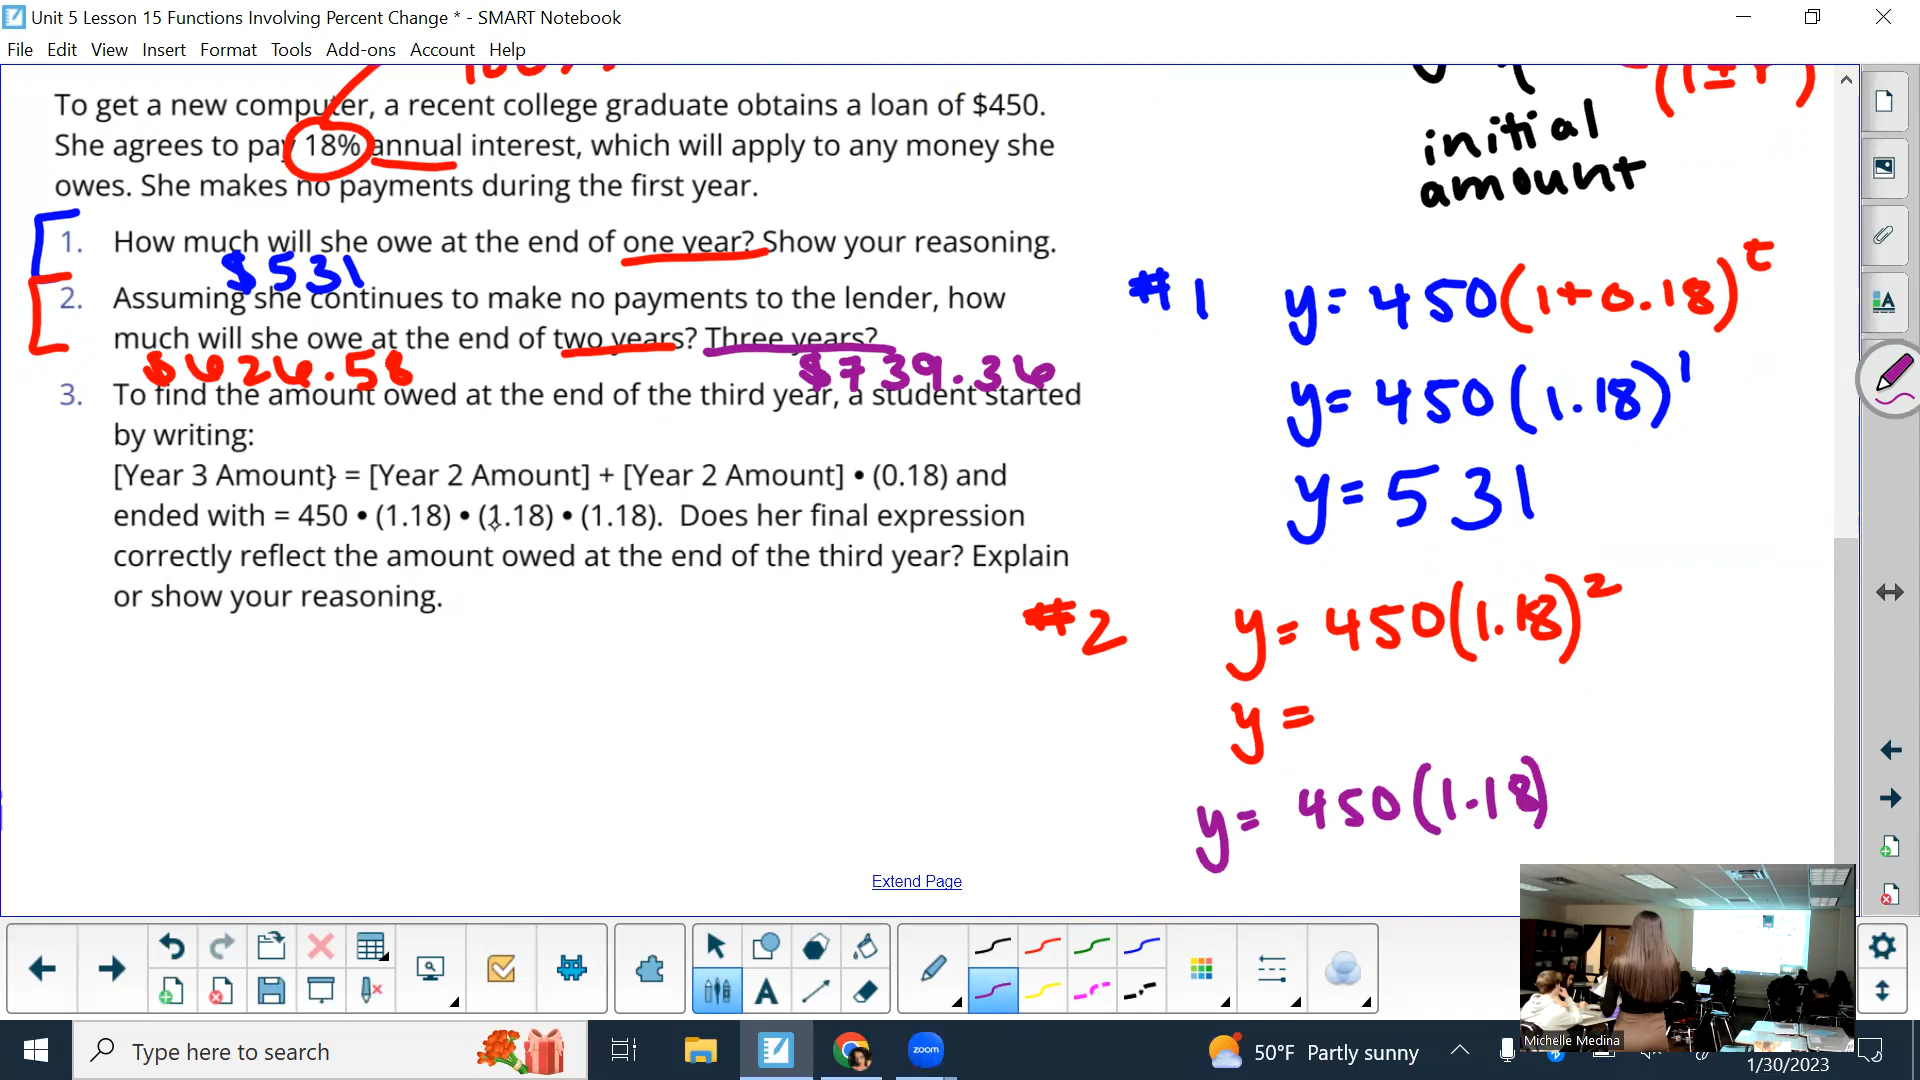 Unit 5 Lesson 15 Functions Involving Percent Change * - SMART Notebook
File Edit View Insert Format Tools Add-ons Account Help
To get a new computer, a recent college graduate obtains a loan of $450.
She agrees to pay 18% annual interest, which will apply to any money she
owes. She makes no payments during the first year.
1. How much will she owe at the end of one year? Show your reasoning.
$531
2. Assuming she continues to make no payments to the lender, how
much will she owe at the end of two years? Three years?
$626.58 $739.36
3. To find the amount owed at the end of the third year, a student started
by writing:
[Year 3 Amount} = [Year 2 Amount] + [Year 2 Amount] • (0.18) and
ended with = 450 • (1.18) • (1.18) • (1.18). Does her final expression
correctly reflect the amount owed at the end of the third year? Explain
or show your reasoning.
initial
amount
#1 y = 450(1+0.18)^t
y = 450(1.18)^1
y = 531
#2 y = 450(1.18)^2
y =
y = 450(1.18)
Extend Page
Michelle Medina
Type here to search
zoom
50°F Partly sunny
1/30/2023